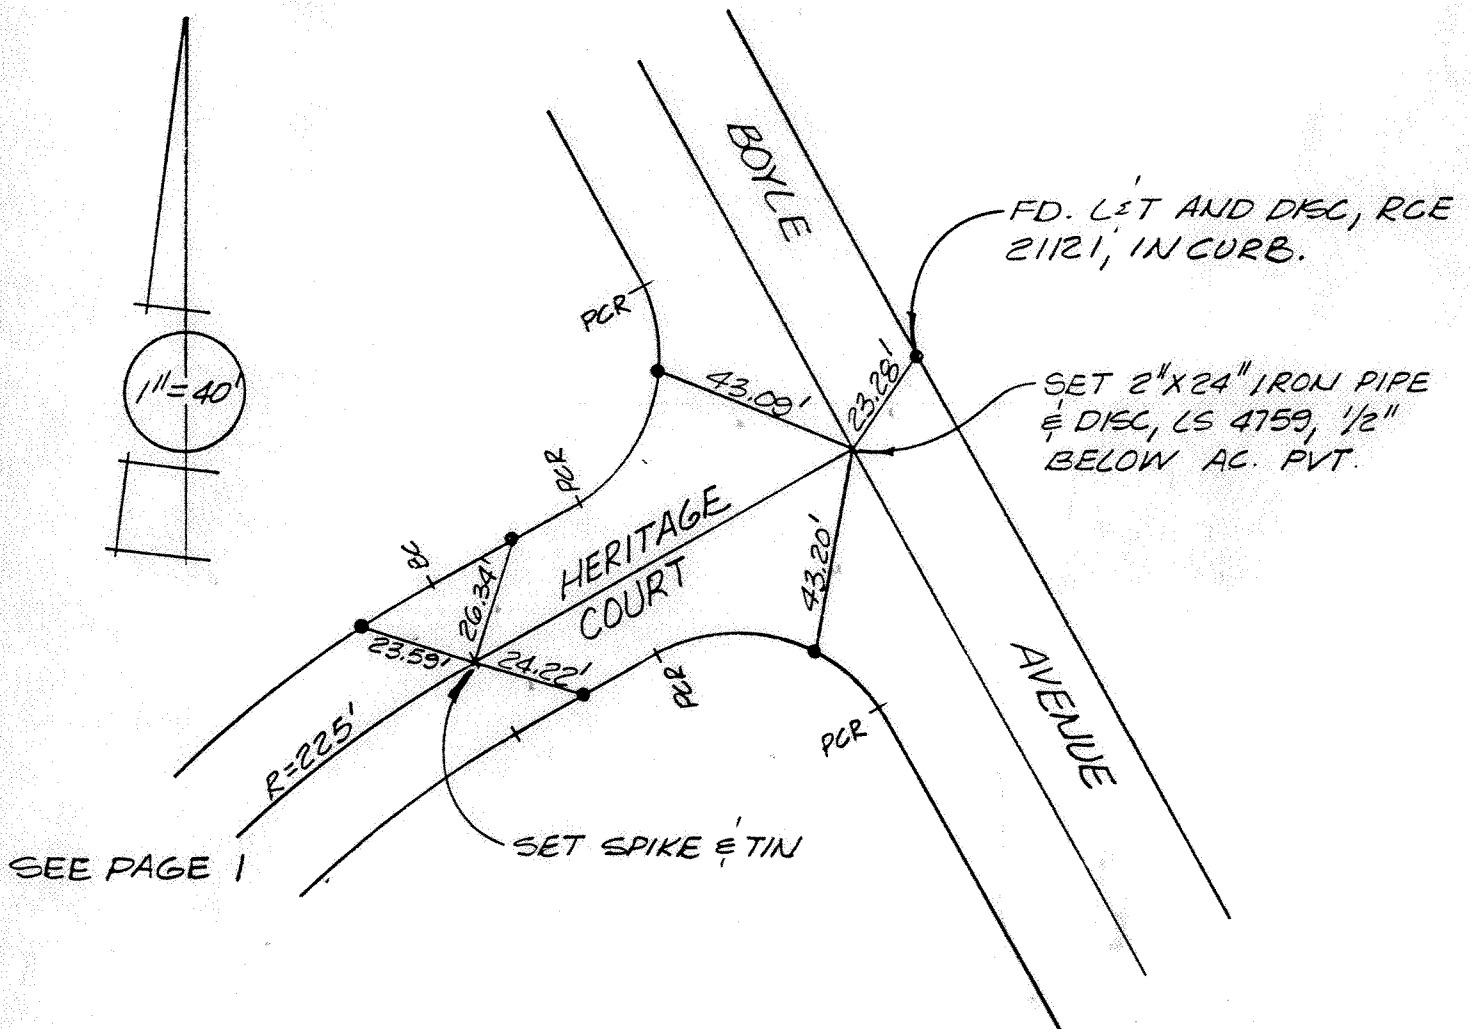 BOYLE
FD. L&T AND DISC, RCE
21121, IN CURB.
PCR
1"=40'
43.09'
23.28'
SET 2"X24" IRON PIPE
& DISC, LS 4759, 1/2"
BELOW AC. PVT.
PCR
BC
HERITAGE
COURT
26.34'
43.20'
23.59'
24.22'
PCR
AVENUE
R=225'
PCR
SET SPIKE & TIN
SEE PAGE 1